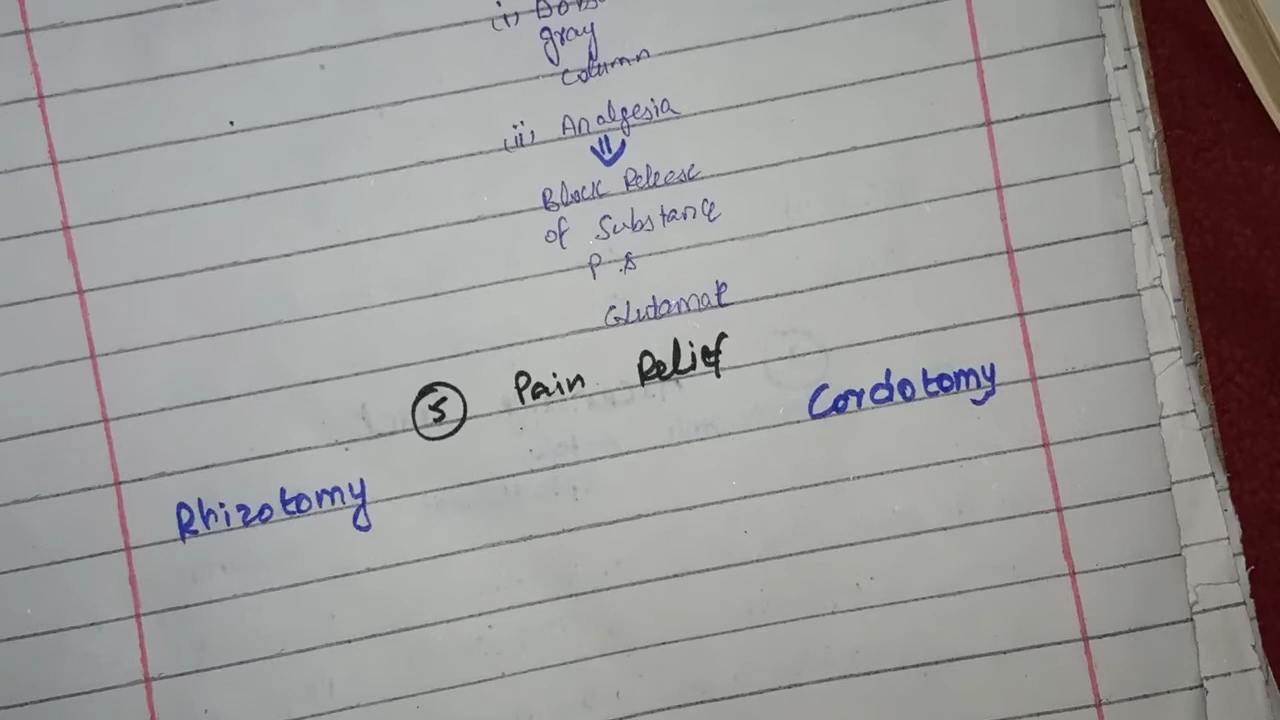 (i)
gray
column
(ii) Analgesia
⇓
Block Release
of Substance
P &
Glutamate
⑤ Pain Relief
Cordotomy
Rhizotomy